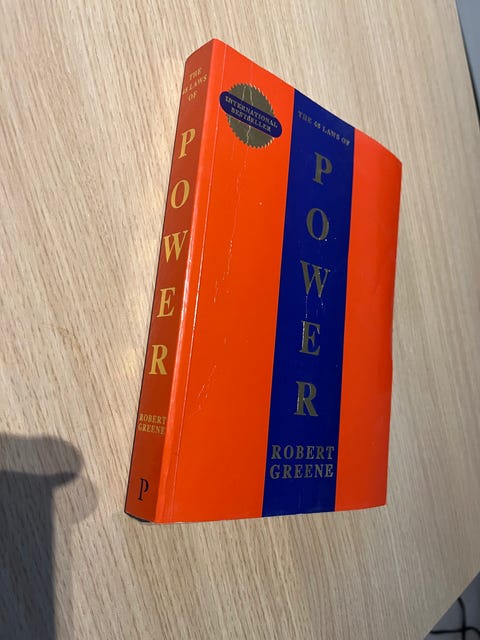 THE
48 LAWS
OF
POWER
ROBERT
GREENE
P
INTERNATIONAL
BESTSELLER
THE 48 LAWS OF
POWER
ROBERT
GREENE